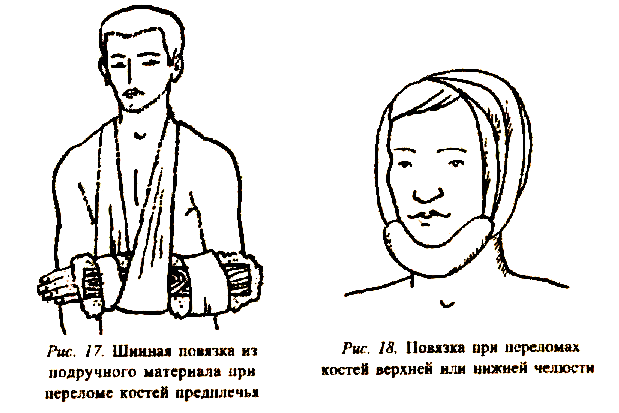 Рис. 17. Шинная повязка из
подручного материала при
переломе костей предплечья
Рис. 18. Повязка при переломах
костей верхней или нижней челюсти